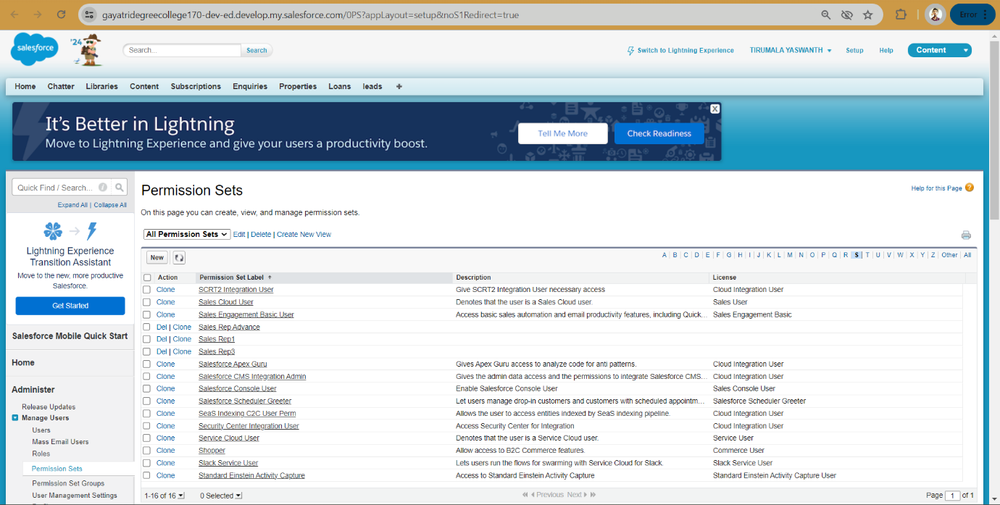 gayatridegreecollege170-dev-ed.develop.my.salesforce.com/0PS?appLayout=setup&noS1Redirect=true
Error
salesforce
'24
Search...
Search
Switch to Lightning Experience
TIRUMALA YASWANTH
Setup
Help
Content
Home Chatter Libraries Content Subscriptions Enquiries Properties Loans leads +
It's Better in Lightning
Move to Lightning Experience and give your users a productivity boost.
Tell Me More
Check Readiness
X
Quick Find / Search...
Expand All | Collapse All
Lightning Experience
Transition Assistant
Move to the new, more productive
Salesforce.
Get Started
Salesforce Mobile Quick Start
Home
Administer
Release Updates
Manage Users
Users
Mass Email Users
Roles
Permission Sets
Permission Set Groups
User Management Settings
Permission Sets
Help for this Page ?
On this page you can create, view, and manage permission sets.
All Permission Sets Edit | Delete | Create New View
New
A B C D E F G H I J K L M N O P Q R S T U V W X Y Z Other All
Action Permission Set Label Description License
Clone SCRT2 Integration User Give SCRT2 Integration User necessary access Cloud Integration User
Clone Sales Cloud User Denotes that the user is a Sales Cloud user. Sales User
Clone Sales Engagement Basic User Access basic sales automation and email productivity features, including Quick... Sales Engagement Basic
Del | Clone Sales Rep Advance
Del | Clone Sales Rep1
Del | Clone Sales Rep3
Clone Salesforce Apex Guru Gives Apex Guru access to analyze code for anti patterns. Cloud Integration User
Clone Salesforce CMS Integration Admin Gives the admin data access and the permissions to integrate Salesforce CMS... Cloud Integration User
Clone Salesforce Console User Enable Salesforce Console User Sales Console User
Clone Salesforce Scheduler Greeter Let users manage drop-in customers and customers with scheduled appointm... Salesforce Scheduler Greeter
Clone SeaS Indexing C2C User Perm Allows the user to access entities indexed by SeaS indexing pipeline. Cloud Integration User
Clone Security Center Integration User Access Security Center for Integration Cloud Integration User
Clone Service Cloud User Denotes that the user is a Service Cloud user. Service User
Clone Shopper Allow access to B2C Commerce features. Commerce User
Clone Slack Service User Lets users run the flows for swarming with Service Cloud for Slack. Slack Service User
Clone Standard Einstein Activity Capture Access to Standard Einstein Activity Capture Standard Einstein Activity Capture User
1-16 of 16 0 Selected Previous Next Page 1 of 1